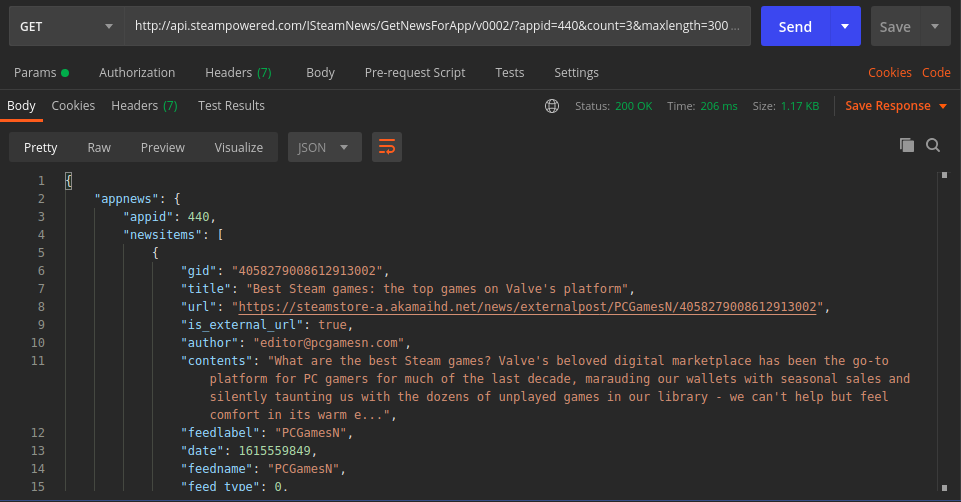 GET http://api.steampowered.com/ISteamNews/GetNewsForApp/v0002/?appid=440&count=3&maxlength=300 ... Send Save
Params Authorization Headers (7) Body Pre-request Script Tests Settings Cookies Code
Body Cookies Headers (7) Test Results Status: 200 OK Time: 206 ms Size: 1.17 KB Save Response
Pretty Raw Preview Visualize JSON
1 {
2 "appnews": {
3 "appid": 440,
4 "newsitems": [
5 {
6 "gid": "4058279008612913002",
7 "title": "Best Steam games: the top games on Valve's platform",
8 "url": "https://steamstore-a.akamaihd.net/news/externalpost/PCGamesN/4058279008612913002",
9 "is_external_url": true,
10 "author": "editor@pcgamesn.com",
11 "contents": "What are the best Steam games? Valve's beloved digital marketplace has been the go-to
platform for PC gamers for much of the last decade, marauding our wallets with seasonal sales and
silently taunting us with the dozens of unplayed games in our library - we can't help but feel
comfort in its warm e...",
12 "feedlabel": "PCGamesN",
13 "date": 1615559849,
14 "feedname": "PCGamesN",
15 "feed_type": 0,